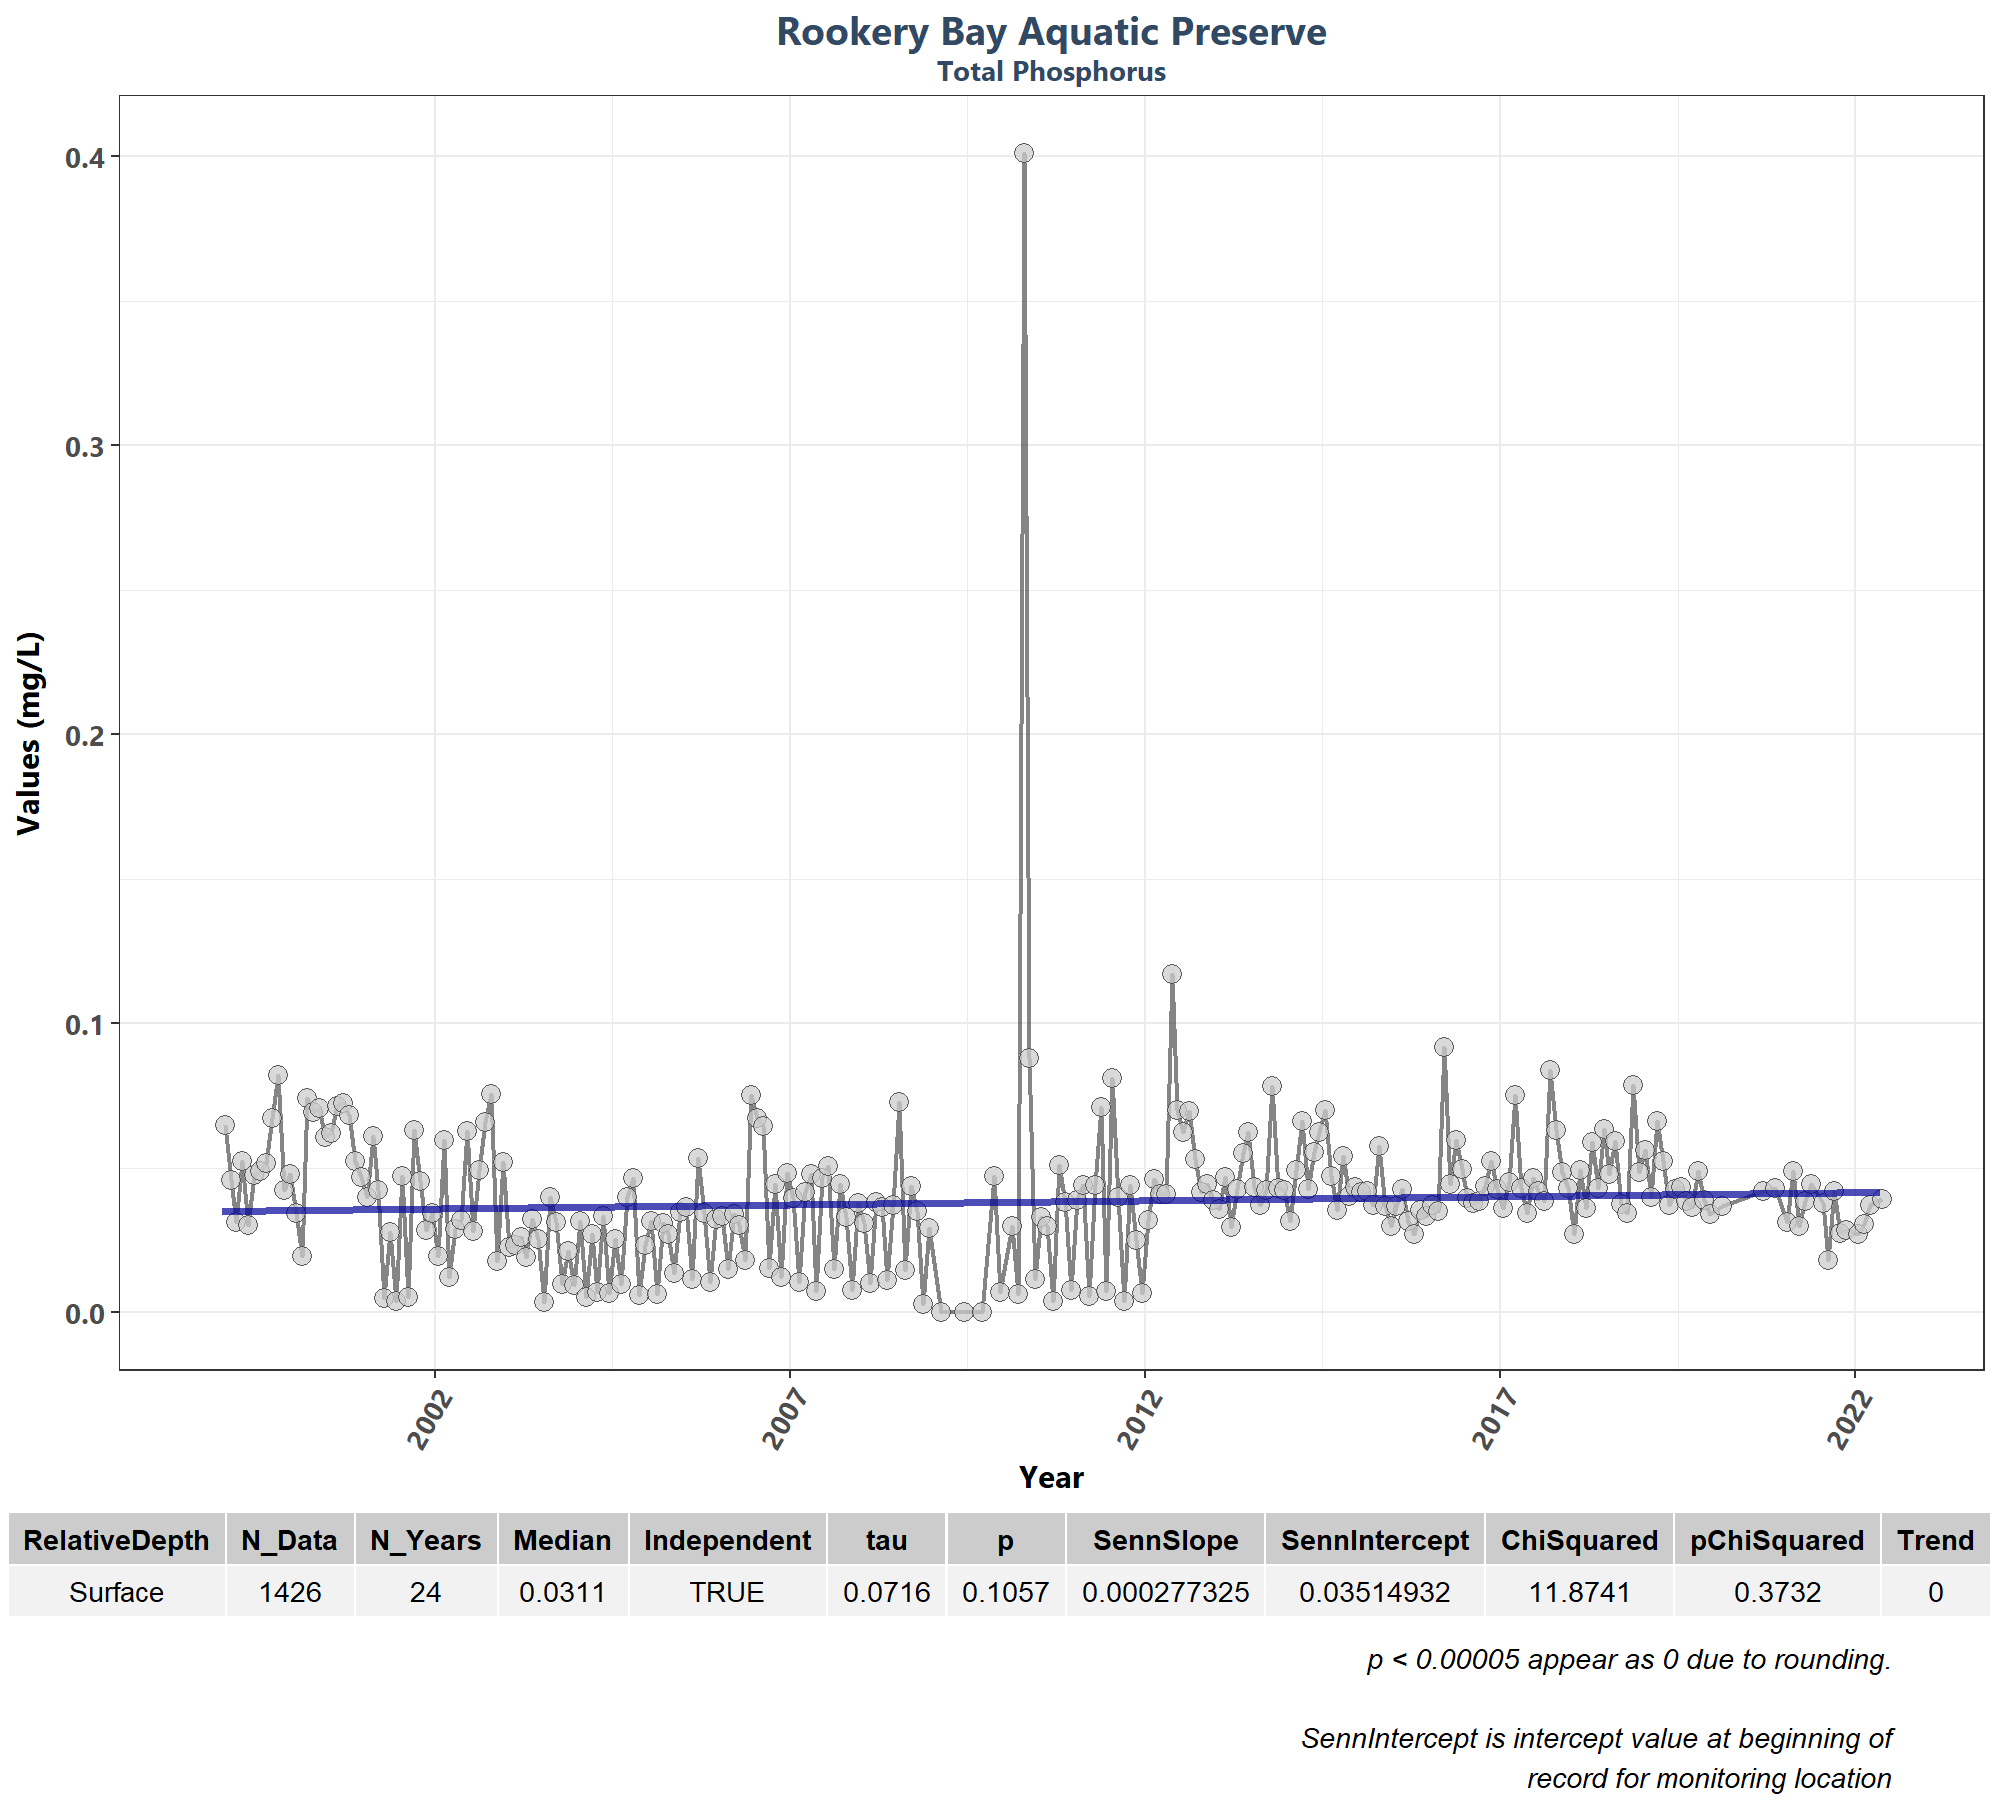 Rookery Bay Aquatic Preserve
Total Phosphorus
Values (mg/L)
0.4
0.3
0.2
0.1
0.0
2002 2007 2012 2017 2022
Year
RelativeDepth N_Data N_Years Median Independent tau p SennSlope SennIntercept ChiSquared pChiSquared Trend
Surface 1426 24 0.0311 TRUE 0.0716 0.1057 0.000277325 0.03514932 11.8741 0.3732 0
p < 0.00005 appear as 0 due to rounding.
SennIntercept is intercept value at beginning of
record for monitoring location